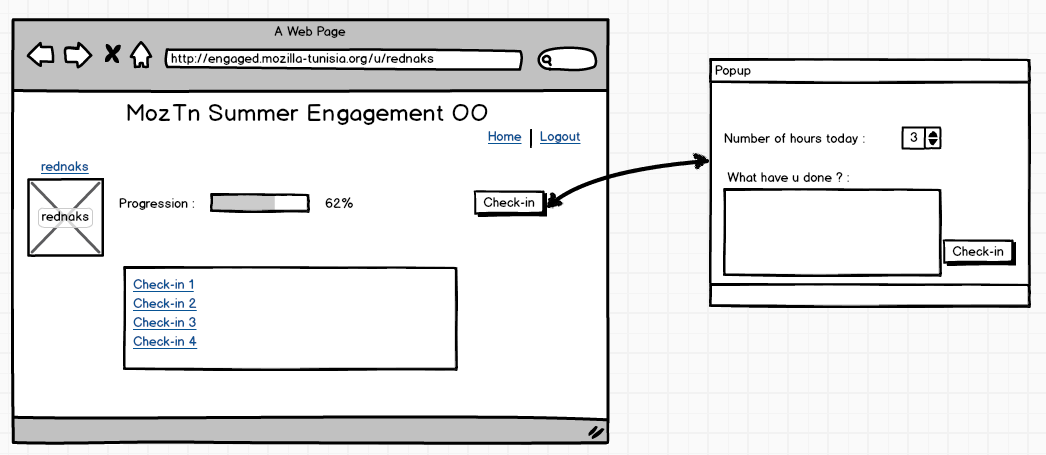 A Web Page
http://engaged.mozilla-tunisia.org/u/rednaks
MozTn Summer Engagement OO
Home Logout
rednaks
rednaks
Progression : 62% Check-in
Check-in 1
Check-in 2
Check-in 3
Check-in 4
Popup
Number of hours today : 3
What have u done ? :
Check-in